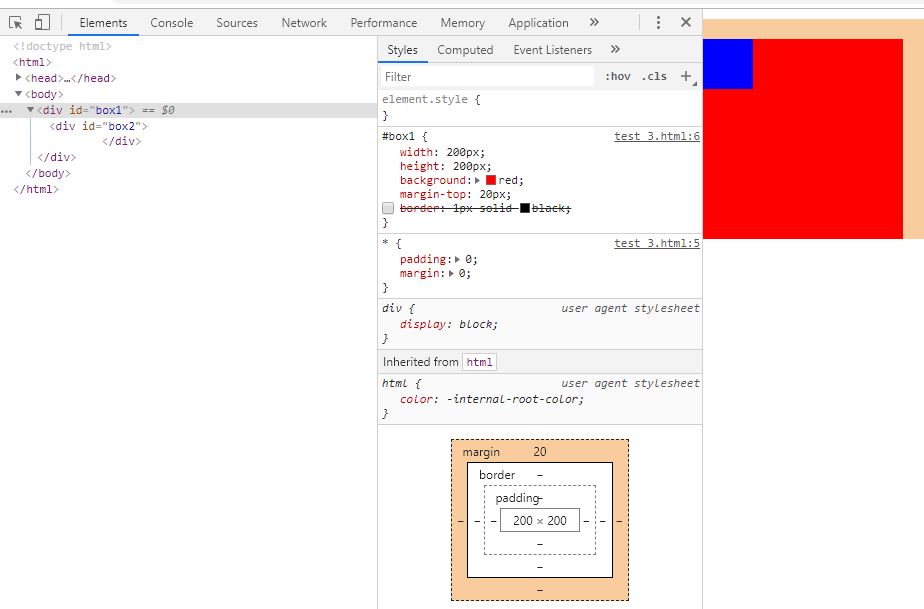 Elements Console Sources Network Performance Memory Application »
<!doctype html>
<html>
<head>…</head>
<body>
… <div id="box1"> == $0
<div id="box2">
</div>
</div>
</body>
</html>
Styles Computed Event Listeners »
Filter :hov .cls +
element.style {
}
#box1 { test 3.html:6
width: 200px;
height: 200px;
background: red;
margin-top: 20px;
border: 1px solid black;
}
* { test 3.html:5
padding: 0;
margin: 0;
}
div { user agent stylesheet
display: block;
}
Inherited from html
html { user agent stylesheet
color: -internal-root-color;
}
margin 20
border –
padding –
– – – 200 × 200 – – –
–
–
–